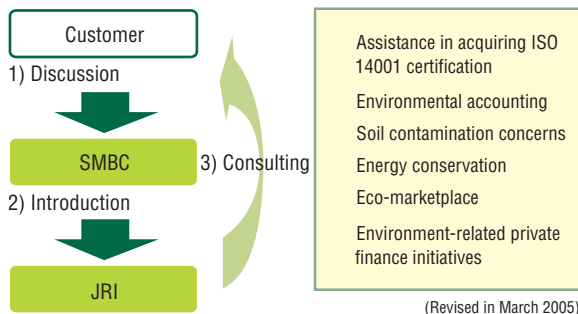 Customer
1) Discussion
SMBC
3) Consulting
2) Introduction
JRI
Assistance in acquiring ISO
14001 certification
Environmental accounting
Soil contamination concerns
Energy conservation
Eco-marketplace
Environment-related private
finance initiatives
(Revised in March 2005)